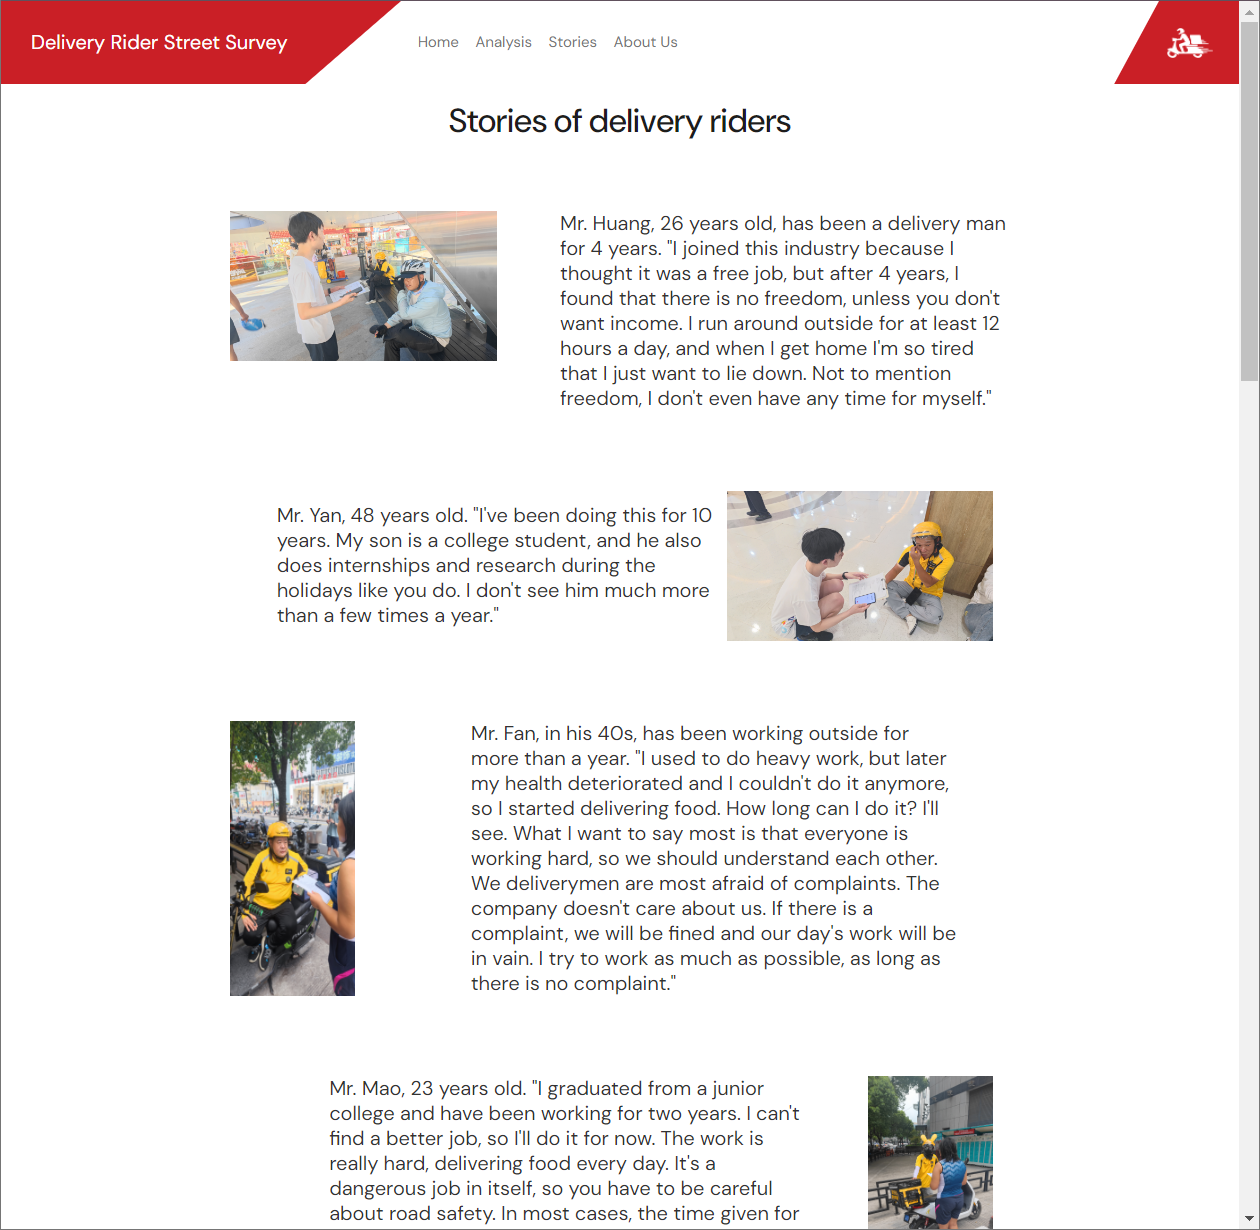 Delivery Rider Street Survey
Home Analysis Stories About Us
Stories of delivery riders
Mr. Huang, 26 years old, has been a delivery man
for 4 years. "I joined this industry because I
thought it was a free job, but after 4 years, I
found that there is no freedom, unless you don't
want income. I run around outside for at least 12
hours a day, and when I get home I'm so tired
that I just want to lie down. Not to mention
freedom, I don't even have any time for myself."
Mr. Yan, 48 years old. "I've been doing this for 10
years. My son is a college student, and he also
does internships and research during the
holidays like you do. I don't see him much more
than a few times a year."
Mr. Fan, in his 40s, has been working outside for
more than a year. "I used to do heavy work, but later
my health deteriorated and I couldn't do it anymore,
so I started delivering food. How long can I do it? I'll
see. What I want to say most is that everyone is
working hard, so we should understand each other.
We deliverymen are most afraid of complaints. The
company doesn't care about us. If there is a
complaint, we will be fined and our day's work will be
in vain. I try to work as much as possible, as long as
there is no complaint."
Mr. Mao, 23 years old. "I graduated from a junior
college and have been working for two years. I can't
find a better job, so I'll do it for now. The work is
really hard, delivering food every day. It's a
dangerous job in itself, so you have to be careful
about road safety. In most cases, the time given for